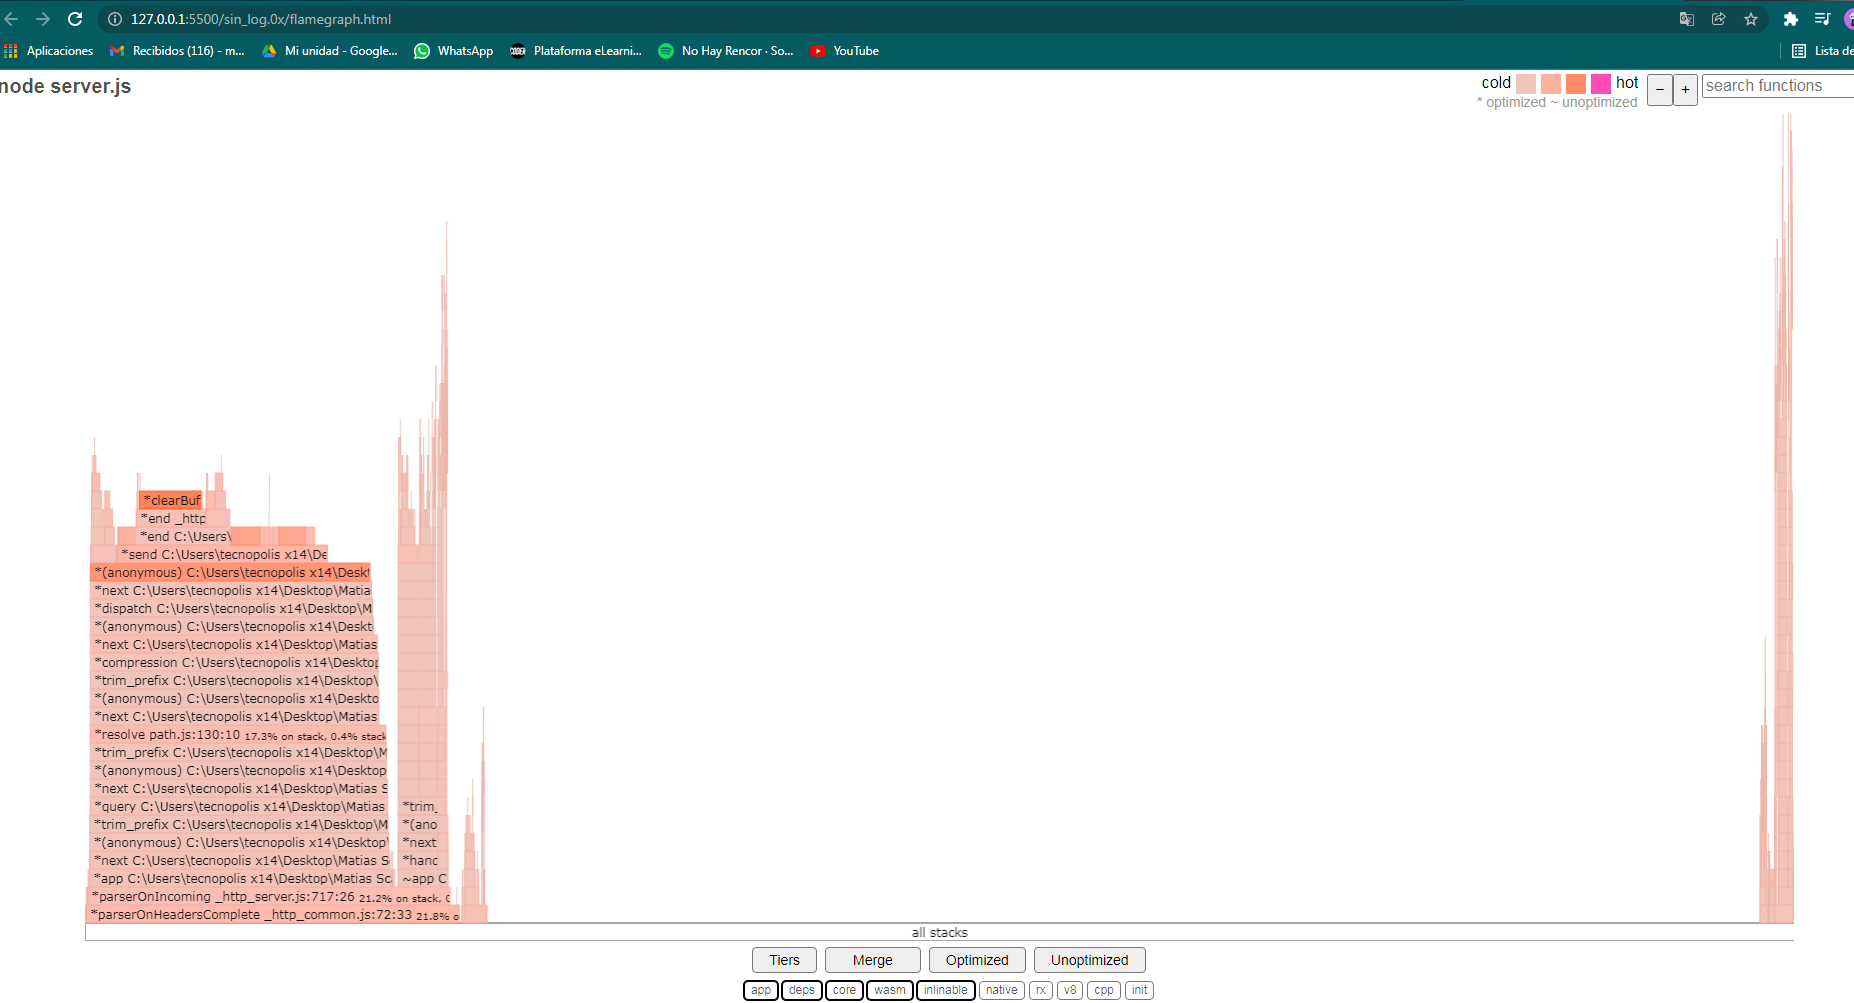 127.0.0.1:5500/sin_log.0x/flamegraph.html
Aplicaciones
Recibidos (116) - m...
Mi unidad - Google...
WhatsApp
CODER
Plataforma eLearni...
No Hay Rencor · So...
YouTube
Lista de
node server.js
cold
hot
* optimized ~ unoptimized
−
+
search functions
*clearBuf
*end _http
*end C:\Users\
*send C:\Users\tecnopolis x14\De
*(anonymous) C:\Users\tecnopolis x14\Deskt
*next C:\Users\tecnopolis x14\Desktop\Matia
*dispatch C:\Users\tecnopolis x14\Desktop\M
*(anonymous) C:\Users\tecnopolis x14\Deskt
*next C:\Users\tecnopolis x14\Desktop\Matias
*compression C:\Users\tecnopolis x14\Desktop
*trim_prefix C:\Users\tecnopolis x14\Desktop\
*(anonymous) C:\Users\tecnopolis x14\Deskto
*next C:\Users\tecnopolis x14\Desktop\Matias
*resolve path.js:130:10 17.3% on stack, 0.4% stack
*trim_prefix C:\Users\tecnopolis x14\Desktop\M
*(anonymous) C:\Users\tecnopolis x14\Desktop
*next C:\Users\tecnopolis x14\Desktop\Matias S
*query C:\Users\tecnopolis x14\Desktop\Matias
*trim_
*trim_prefix C:\Users\tecnopolis x14\Desktop\M
*(ano
*(anonymous) C:\Users\tecnopolis x14\Desktop\
*next
*next C:\Users\tecnopolis x14\Desktop\Matias S
*hanc
*app C:\Users\tecnopolis x14\Desktop\Matias Sc
~app C
*parserOnIncoming _http_server.js:717:26 21.2% on stack, 0
*parserOnHeadersComplete _http_common.js:72:33 21.8% o
all stacks
Tiers
Merge
Optimized
Unoptimized
app
deps
core
wasm
inlinable
native
rx
v8
cpp
init